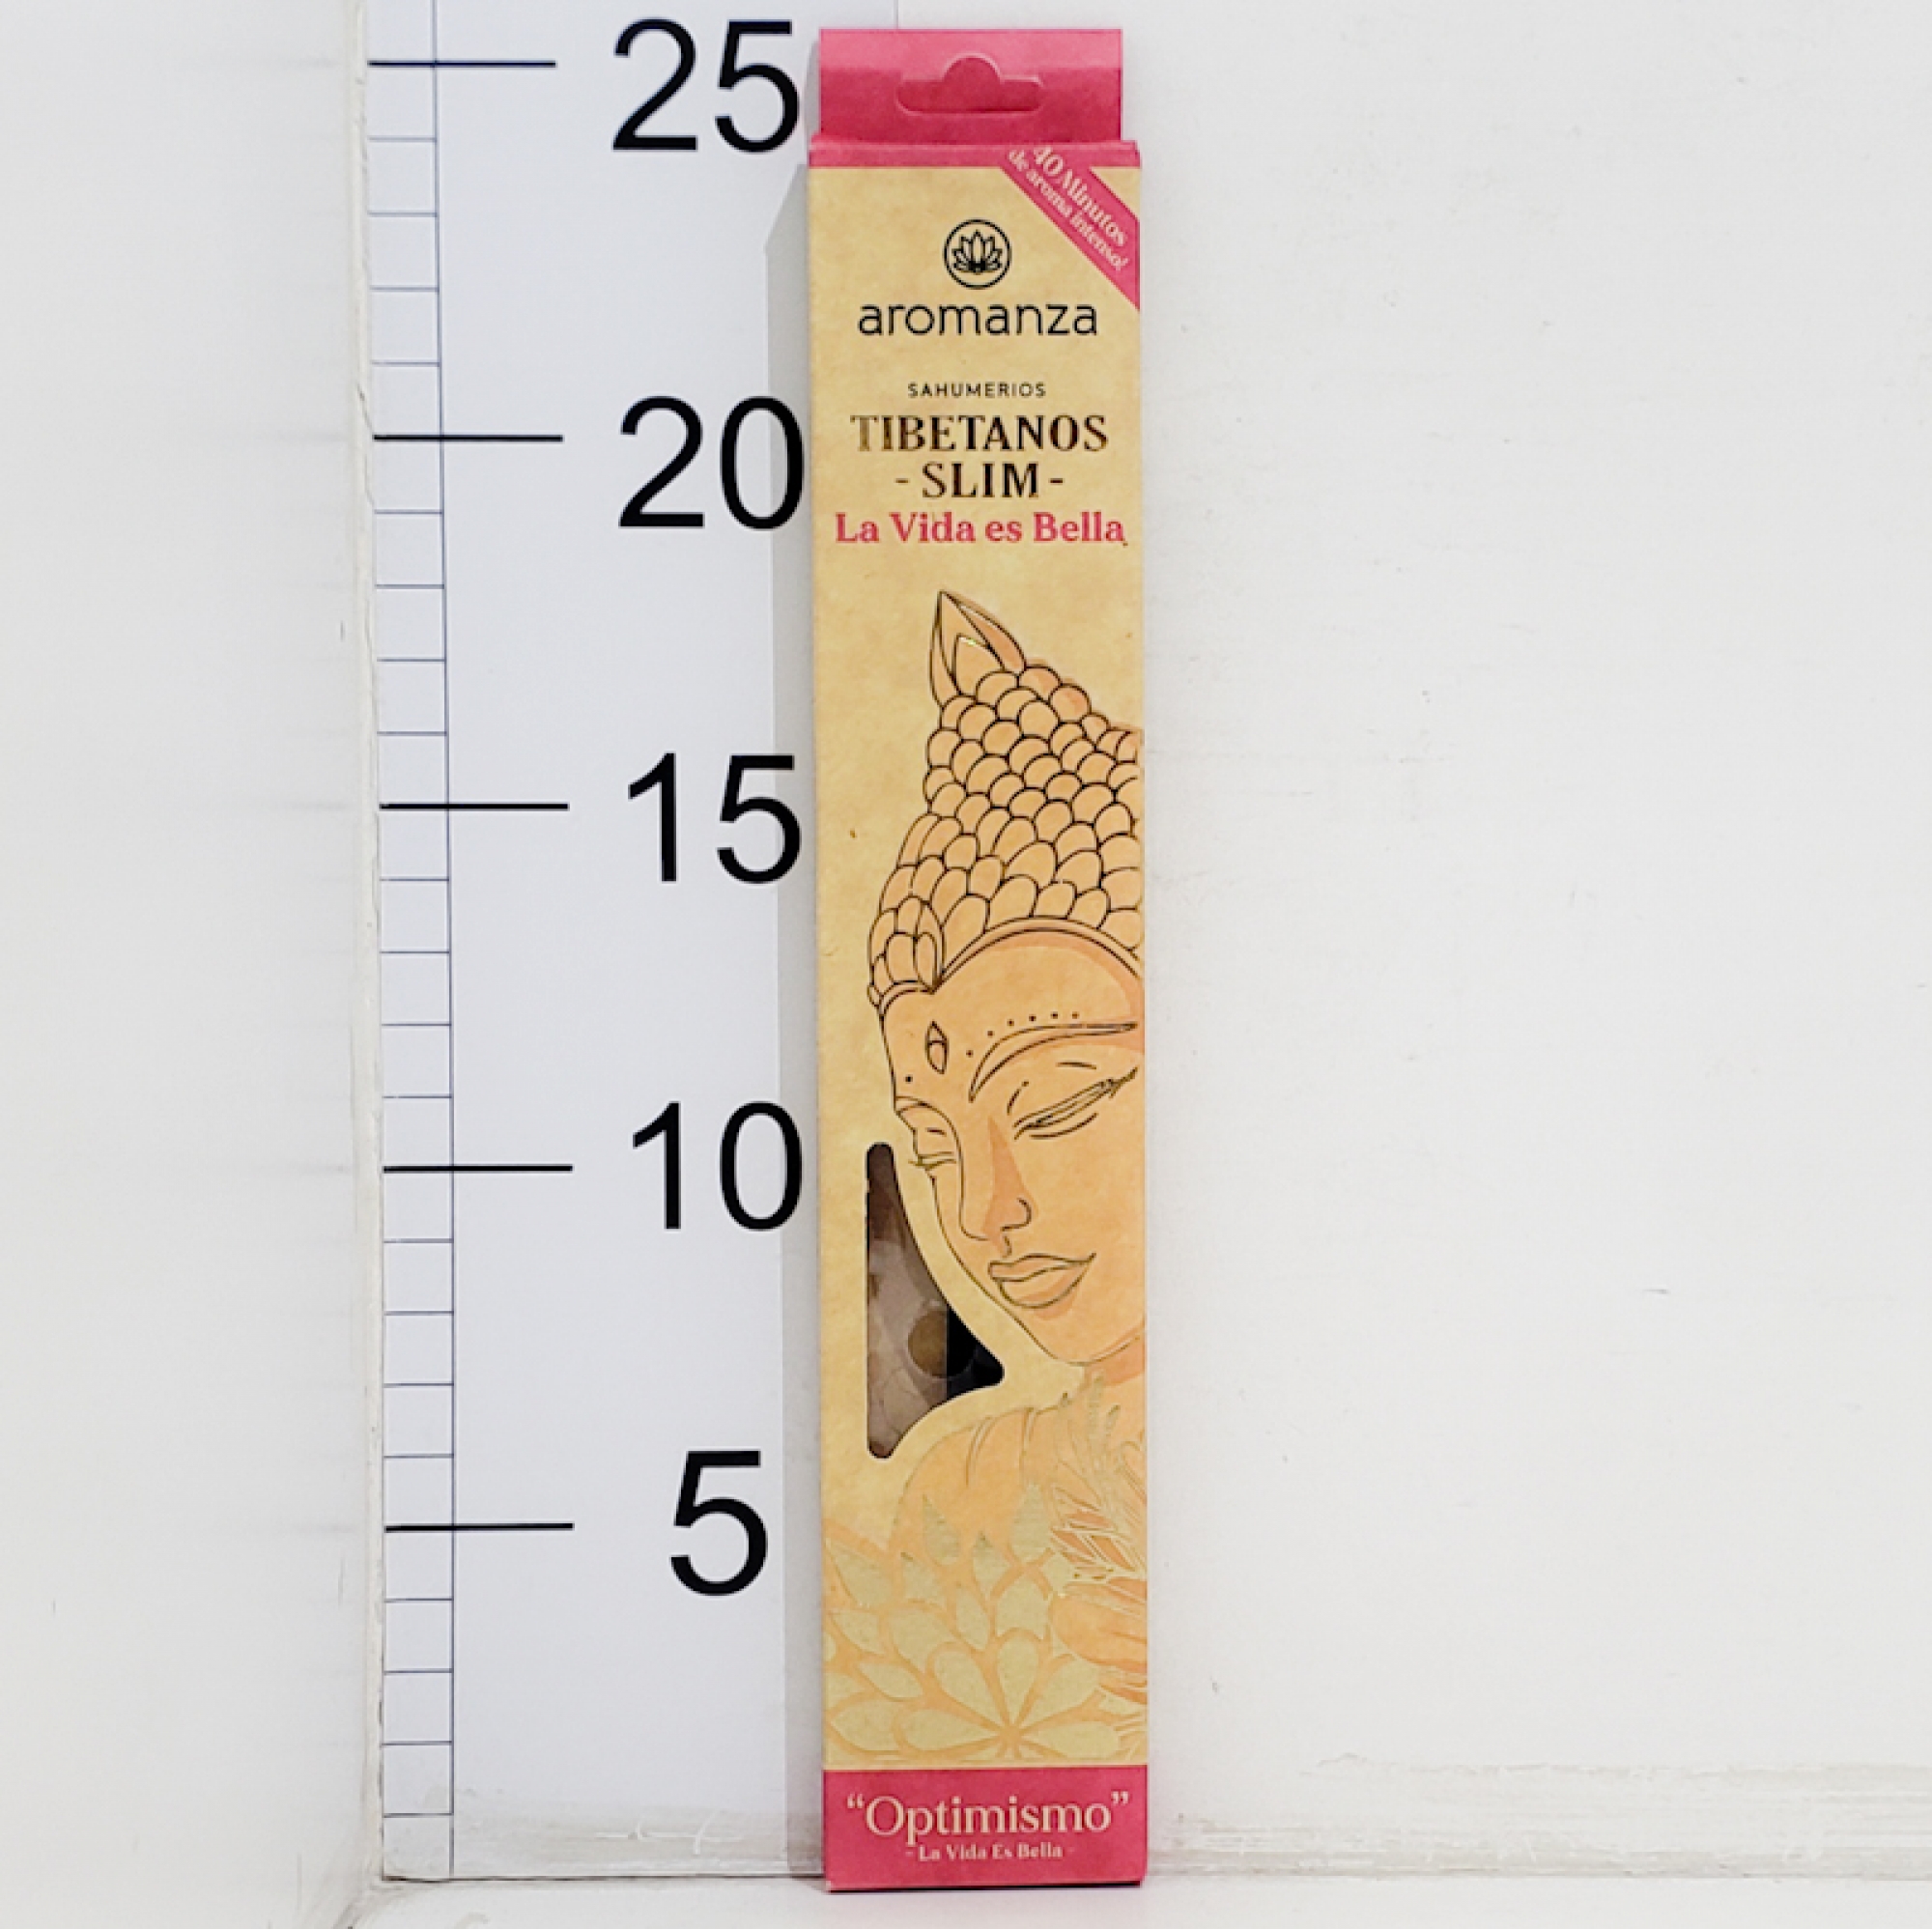 25
20
15
10
5
40 Minutos
de aroma intenso!
aromanza
SAHUMERIOS
TIBETANOS
- SLIM -
La Vida es Bella
“Optimismo”
- La Vida Es Bella -